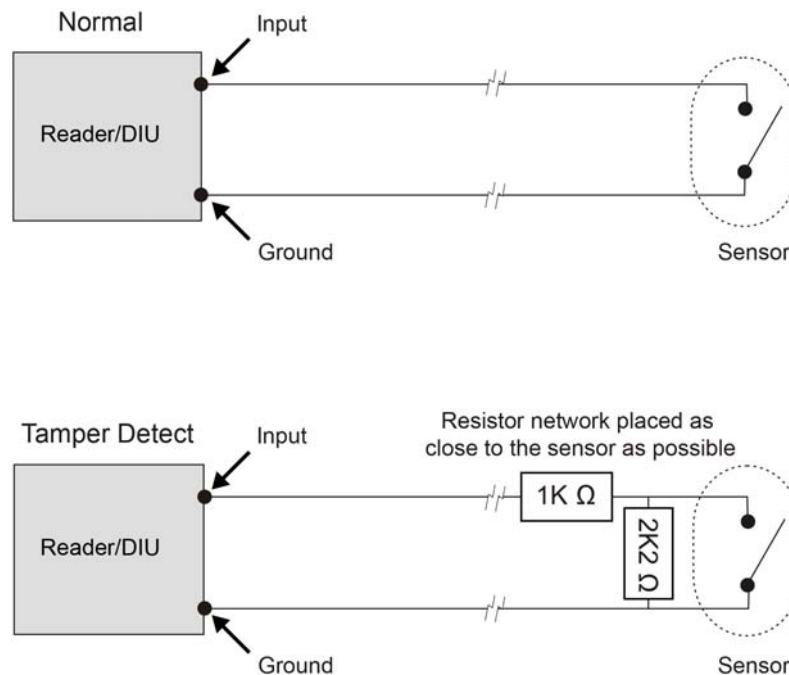 Normal
Input
Reader/DIU
Ground
Sensor
Resistor network placed as
close to the sensor as possible
Tamper Detect
Input
1K Ω
2K2 Ω
Reader/DIU
Ground
Sensor